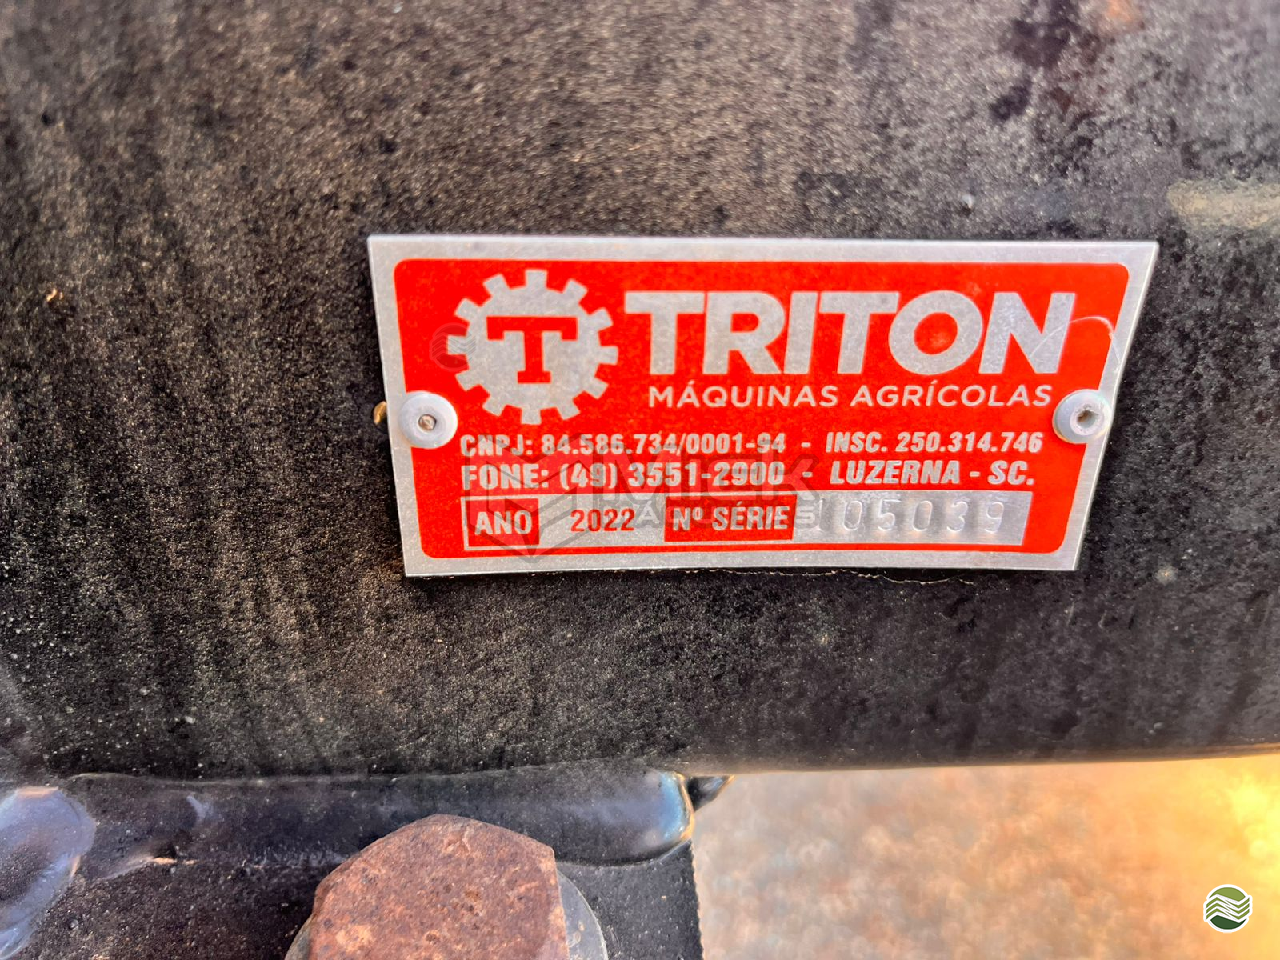 T TRITON
MÁQUINAS AGRÍCOLAS
CNPJ: 84.586.734/0001-94 - INSC. 250.314.746
FONE: (49) 3551-2900 - LUZERNA - SC.
ANO 2022 Nº SÉRIE 05039